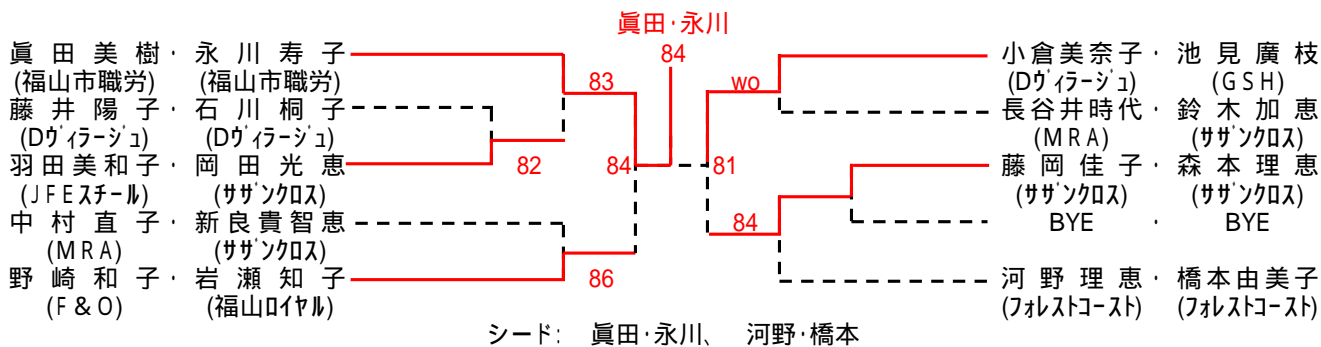 眞田・永川
84
眞田美樹・永川寿子
(福山市職労) (福山市職労)
藤井陽子・石川桐子
(Dヴィラージュ) (Dヴィラージュ)
羽田美和子・岡田光恵
(JFEスチール) (サザンクロス)
中村直子・新良貴智恵
(MRA) (サザンクロス)
野崎和子・岩瀬知子
(F&O) (福山ロイヤル)
83
82
84
86
wo
81
84
小倉美奈子・池見廣枝
(Dヴィラージュ) (GSH)
長谷井時代・鈴木加恵
(MRA) (サザンクロス)
藤岡佳子・森本理恵
(サザンクロス) (サザンクロス)
BYE ・ BYE
河野理恵・橋本由美子
(フォレストコースト) (フォレストコースト)
シード: 眞田・永川、 河野・橋本